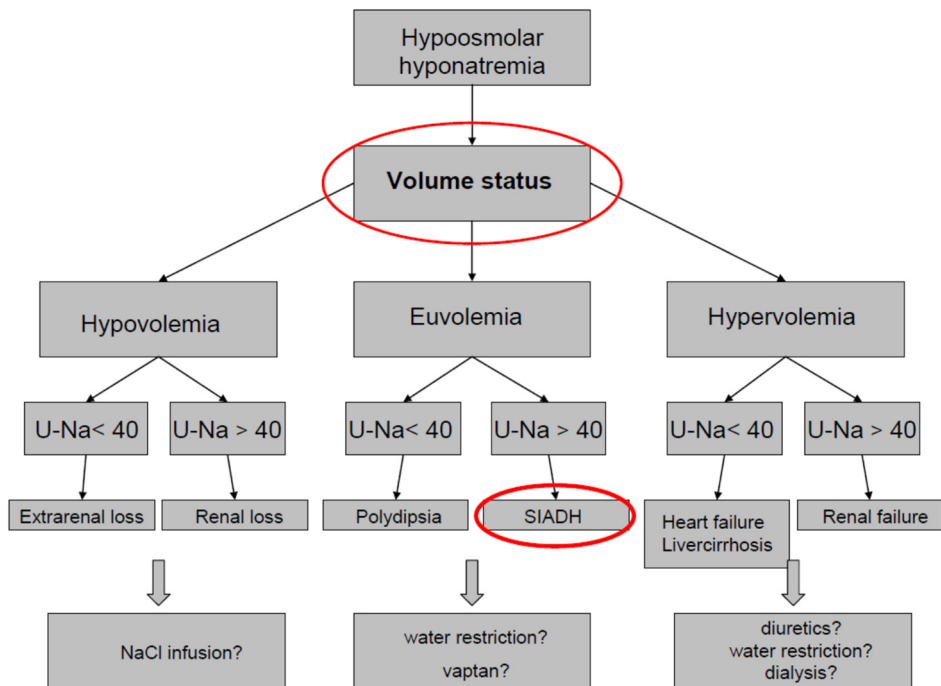 Hypoosmolar
hyponatremia
Volume status
Hypovolemia
Euvolemia
Hypervolemia
U-Na< 40
U-Na > 40
U-Na< 40
U-Na > 40
U-Na< 40
U-Na > 40
Extrarenal loss
Renal loss
Polydipsia
SIADH
Heart failure
Livercirrhosis
Renal failure
NaCl infusion?
water restriction?
vaptan?
diuretics?
water restriction?
dialysis?